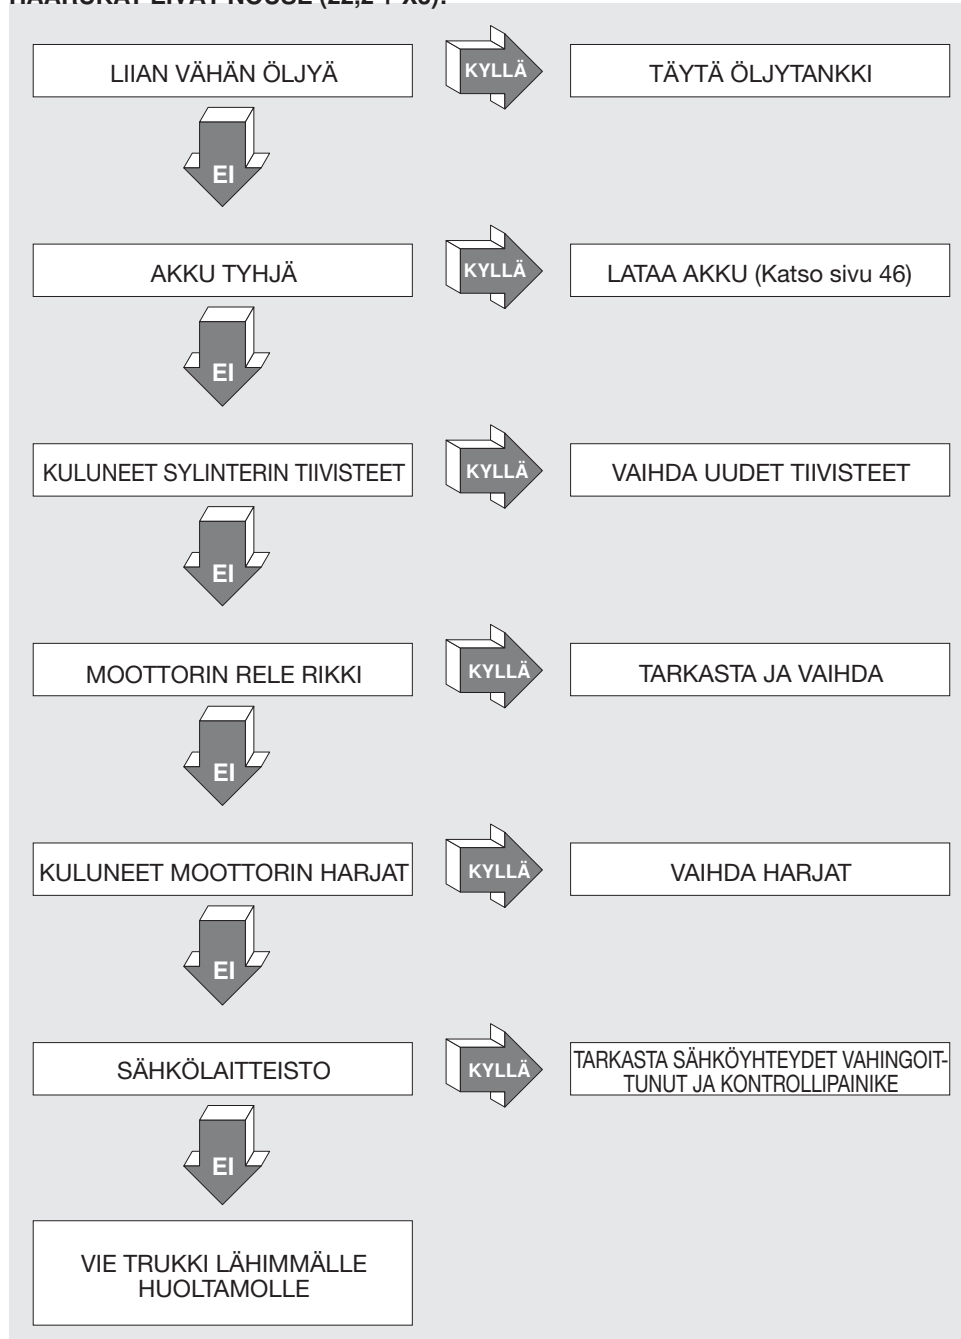 HAARUKAT EIVÄT NOUSE (22,2 + X3):
LIIAN VÄHÄN ÖLJYÄ
KYLLÄ
TÄYTÄ ÖLJYTANKKI
EI
AKKU TYHJÄ
KYLLÄ
LATAA AKKU (Katso sivu 46)
EI
KULUNEET SYLINTERIN TIIVISTEET
KYLLÄ
VAIHDA UUDET TIIVISTEET
EI
MOOTTORIN RELE RIKKI
KYLLÄ
TARKASTA JA VAIHDA
EI
KULUNEET MOOTTORIN HARJAT
KYLLÄ
VAIHDA HARJAT
EI
SÄHKÖLAITTEISTO
KYLLÄ
TARKASTA SÄHKÖYHTEYDET VAHINGOIT-
TUNUT JA KONTROLLIPAINIKE
EI
VIE TRUKKI LÄHIMMÄLLE
HUOLTAMOLLE